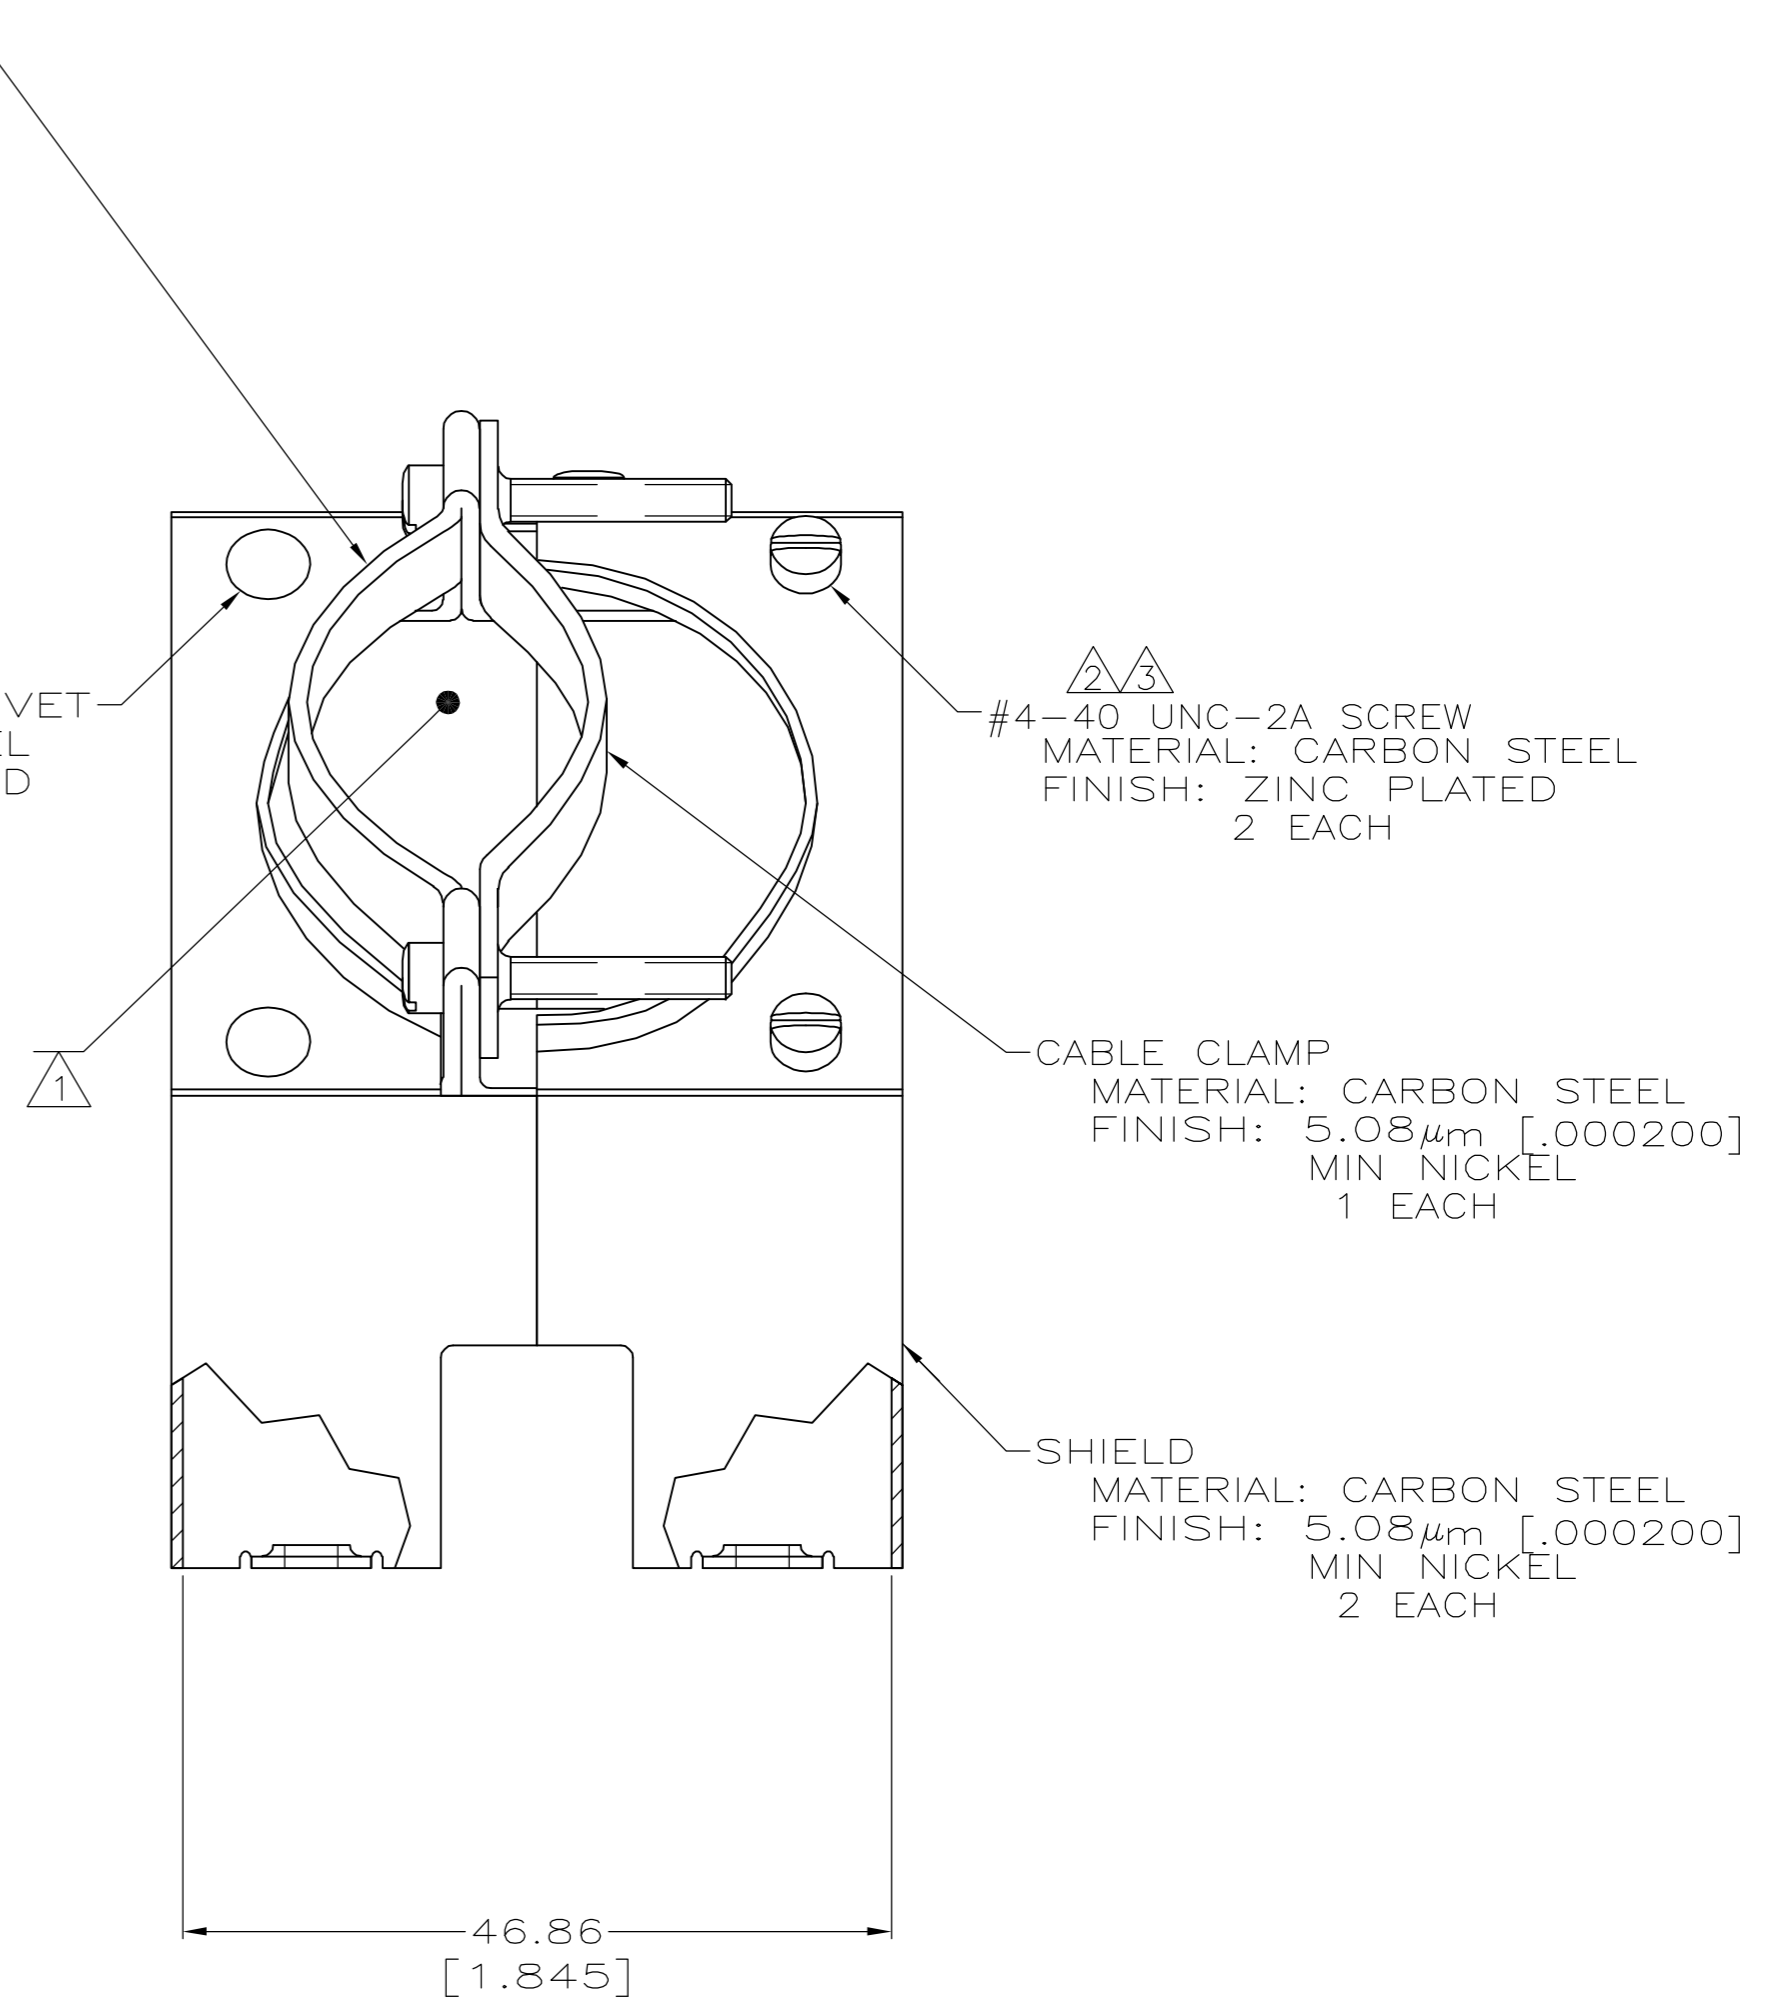 2 3
#4-40 UNC-2A SCREW
MATERIAL: CARBON STEEL
FINISH: ZINC PLATED
2 EACH
1
CABLE CLAMP
MATERIAL: CARBON STEEL
FINISH: 5.08μm [.000200]
MIN NICKEL
1 EACH
SHIELD
MATERIAL: CARBON STEEL
FINISH: 5.08μm [.000200]
MIN NICKEL
2 EACH
46.86
[1.845]